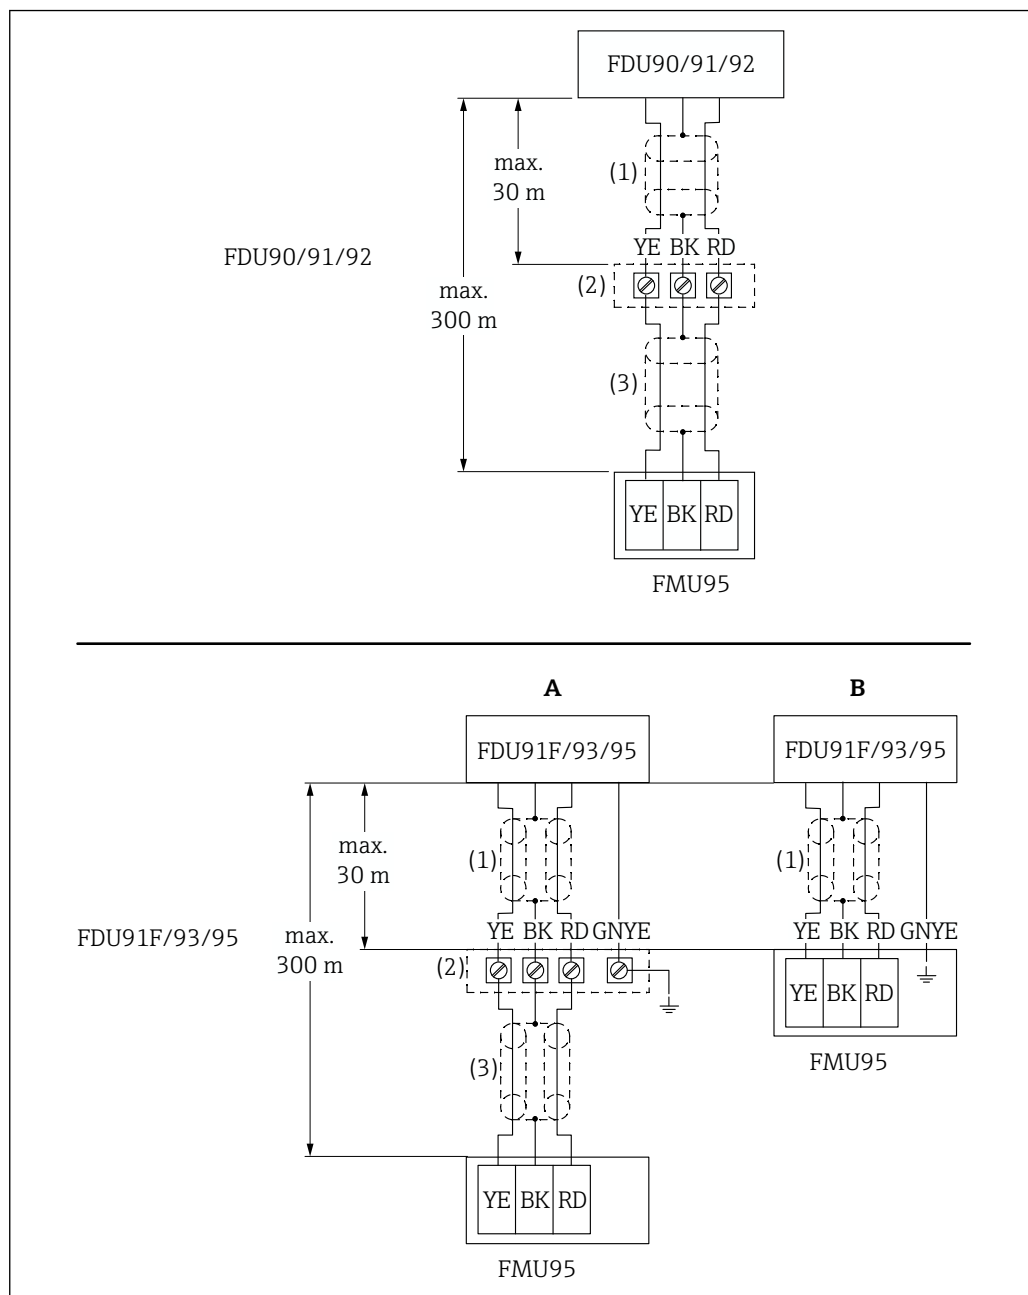 FDU90/91/92
max.
30 m
(1)
YE BK RD
FDU90/91/92
max.
300 m
(2)
(3)
YE BK RD
FMU95
A B
FDU91F/93/95 FDU91F/93/95
max.
30 m
(1) (1)
YE BK RD GNYE YE BK RD GNYE
FDU91F/93/95
max.
300 m
(2)
YE BK RD
FMU95
(3)
YE BK RD
FMU95